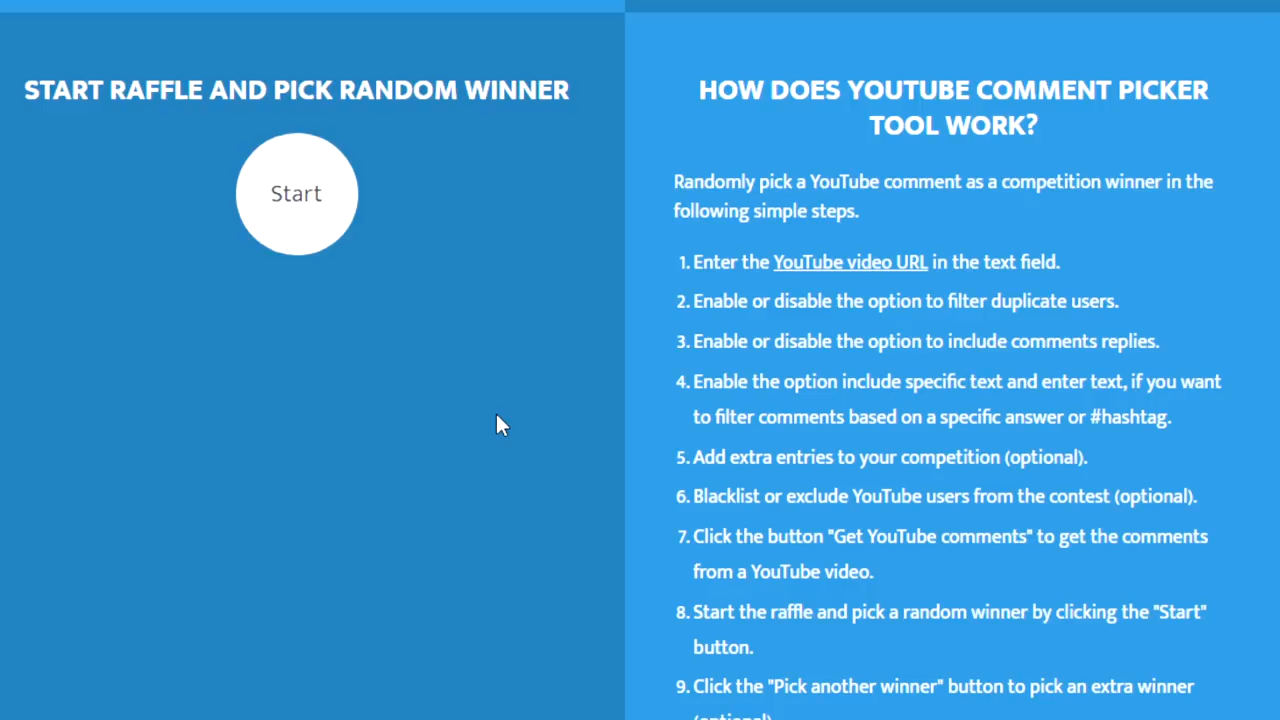 START RAFFLE AND PICK RANDOM WINNER
Start
HOW DOES YOUTUBE COMMENT PICKER
TOOL WORK?
Randomly pick a YouTube comment as a competition winner in the
following simple steps.
1. Enter the YouTube video URL in the text field.
2. Enable or disable the option to filter duplicate users.
3. Enable or disable the option to include comments replies.
4. Enable the option include specific text and enter text, if you want
to filter comments based on a specific answer or #hashtag.
5. Add extra entries to your competition (optional).
6. Blacklist or exclude YouTube users from the contest (optional).
7. Click the button "Get YouTube comments" to get the comments
from a YouTube video.
8. Start the raffle and pick a random winner by clicking the "Start"
button.
9. Click the "Pick another winner" button to pick an extra winner
(optional)